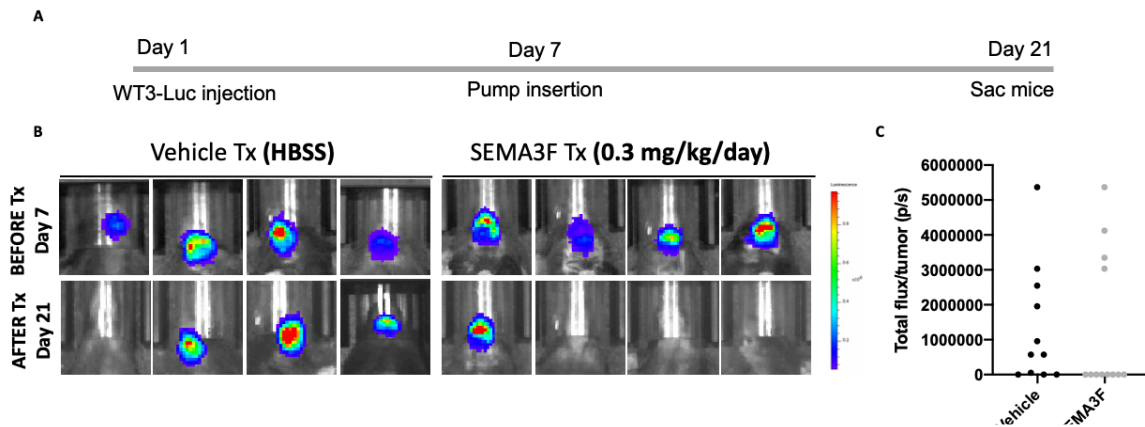 A
Day 1 Day 7 Day 21
WT3-Luc injection Pump insertion Sac mice
B
Vehicle Tx (HBSS) SEMA3F Tx (0.3 mg/kg/day)
BEFORE Tx
Day 7
AFTER Tx
Day 21
Luminescence
C
Total flux/tumor (p/s)
6000000
5000000
4000000
3000000
2000000
1000000
0